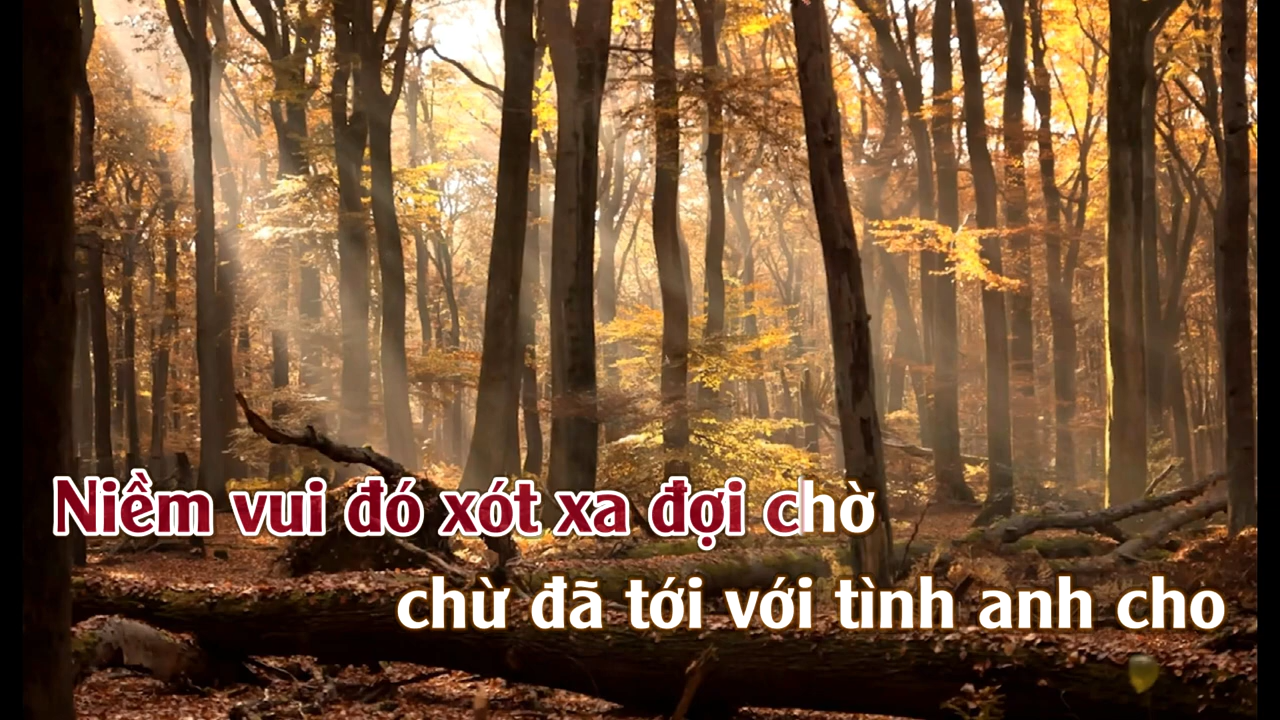 Niềm vui đó xót xa đợi chờ
chừ đã tới với tình anh cho